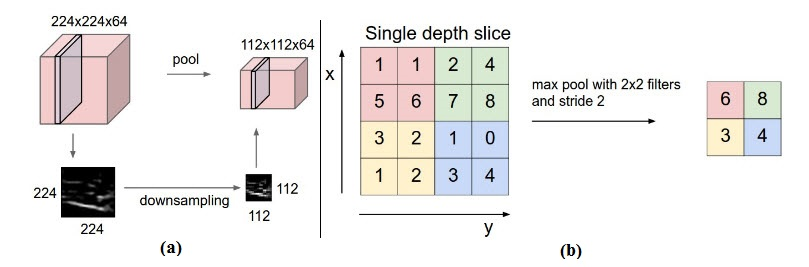 224x224x64
pool
112x112x64
224
downsampling
112
224
112
(a)
Single depth slice
x
1 1 2 4
5 6 7 8
3 2 1 0
1 2 3 4
y
max pool with 2x2 filters
and stride 2
6 8
3 4
(b)